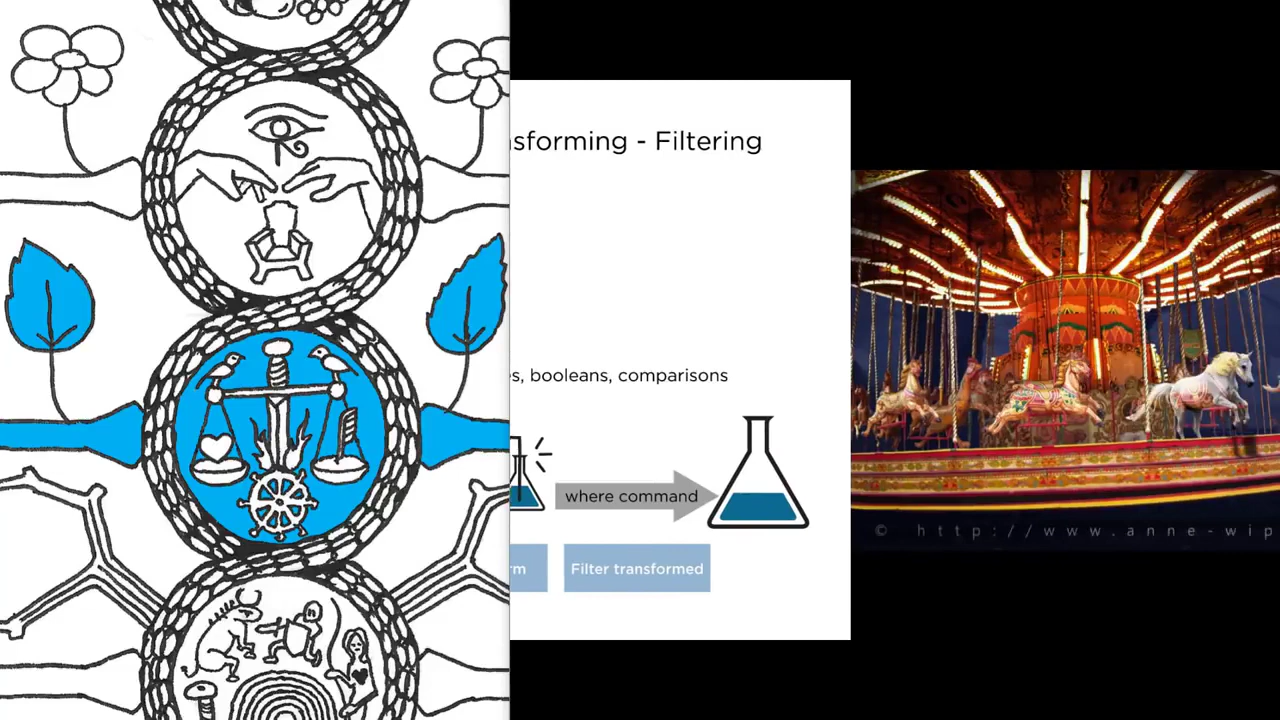 sforming - Filtering
s, booleans, comparisons
where command
rm
Filter transformed
© http://www.anne-wip